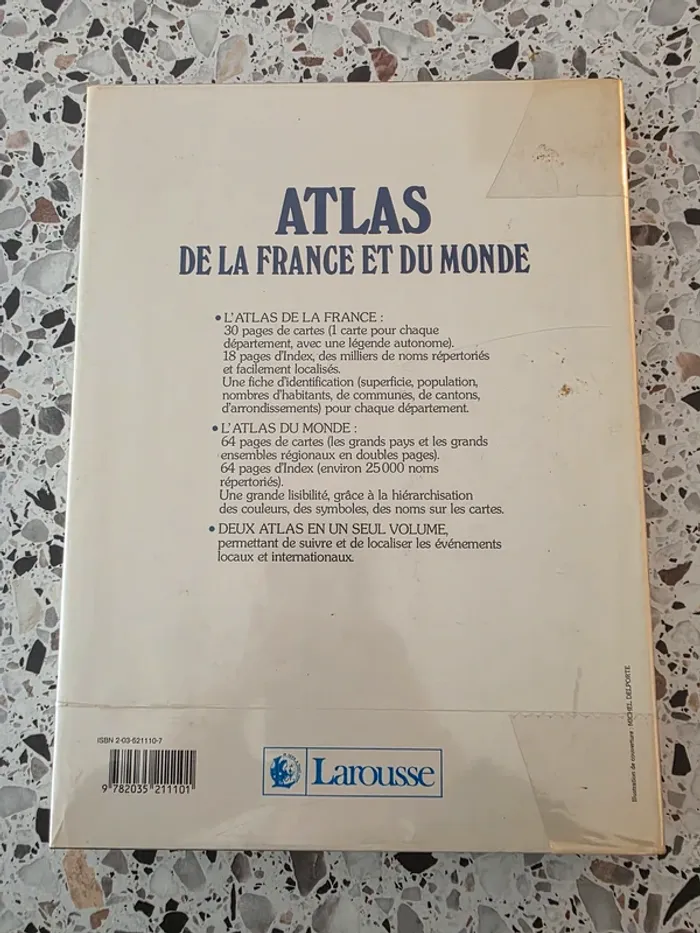 ATLAS
DE LA FRANCE ET DU MONDE
• L'ATLAS DE LA FRANCE :
30 pages de cartes (1 carte pour chaque
département, avec une légende autonome).
18 pages d'Index, des milliers de noms répertoriés
et facilement localisés.
Une fiche d'identification (superficie, population,
nombres d'habitants, de communes, de cantons,
d'arrondissements) pour chaque département.
• L'ATLAS DU MONDE :
64 pages de cartes (les grands pays et les grands
ensembles régionaux en doubles pages).
64 pages d'Index (environ 25 000 noms
répertoriés).
Une grande lisibilité, grâce à la hiérarchisation
des couleurs, des symboles, des noms sur les cartes.
• DEUX ATLAS EN UN SEUL VOLUME,
permettant de suivre et de localiser les événements
locaux et internationaux.
Illustration de couverture : MICHEL DELPORTE
ISBN 2-03-521110-7
9 782035 211101
Larousse